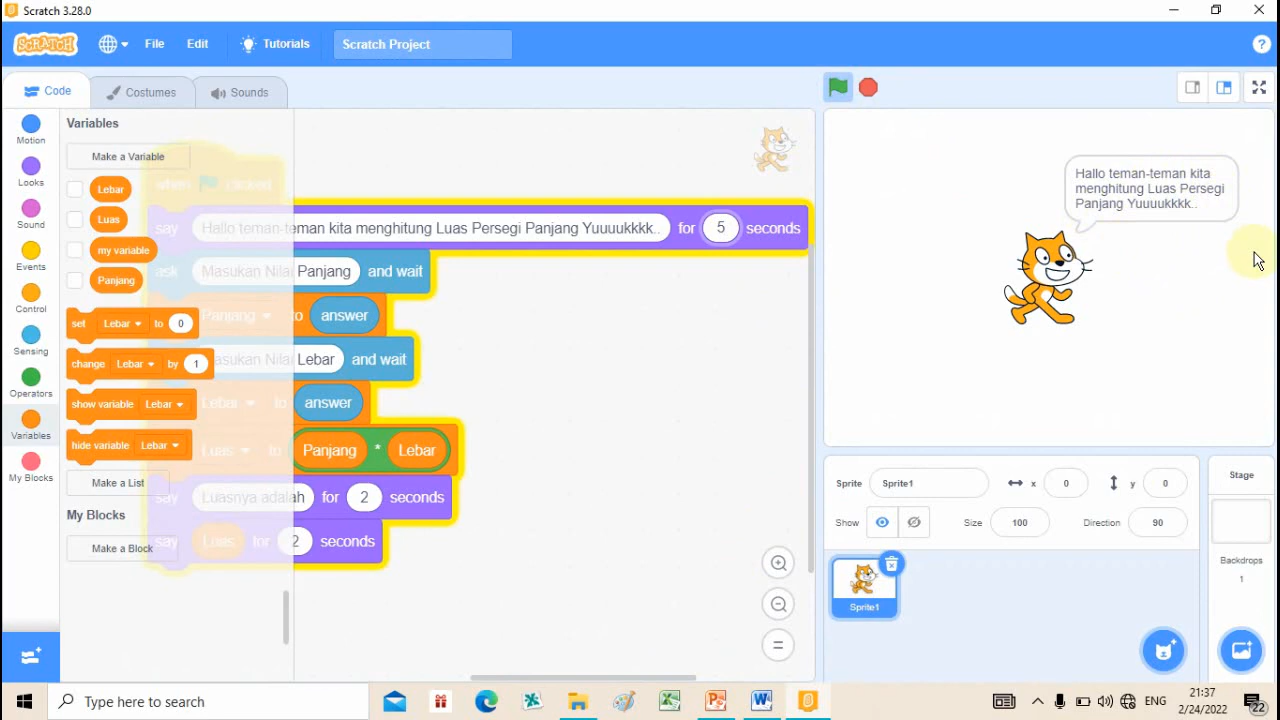 Scratch 3.28.0
SCRATCH
File Edit Tutorials Scratch Project
Code Costumes Sounds
Motion
Looks
Sound
Events
Control
Sensing
Operators
Variables
My Blocks
Variables
Make a Variable
Lebar
Luas
my variable
Panjang
set Lebar to 0
change Lebar by 1
show variable Lebar
hide variable Lebar
Make a List
My Blocks
Make a Block
when clicked
say Hallo teman-teman kita menghitung Luas Persegi Panjang Yuuuukkkk.. for 5 seconds
ask Masukan Nilai Panjang and wait
Panjang to answer
Masukan Nilai Lebar and wait
Lebar to answer
Luas to Panjang * Lebar
say Luasnya adalah for 2 seconds
say Luas for 2 seconds
Hallo teman-teman kita
menghitung Luas Persegi
Panjang Yuuuukkkk..
Sprite Sprite1 x 0 y 0
Show Size 100 Direction 90
Sprite1
Stage
Backdrops
1
Type here to search
ENG
21:37
2/24/2022
22